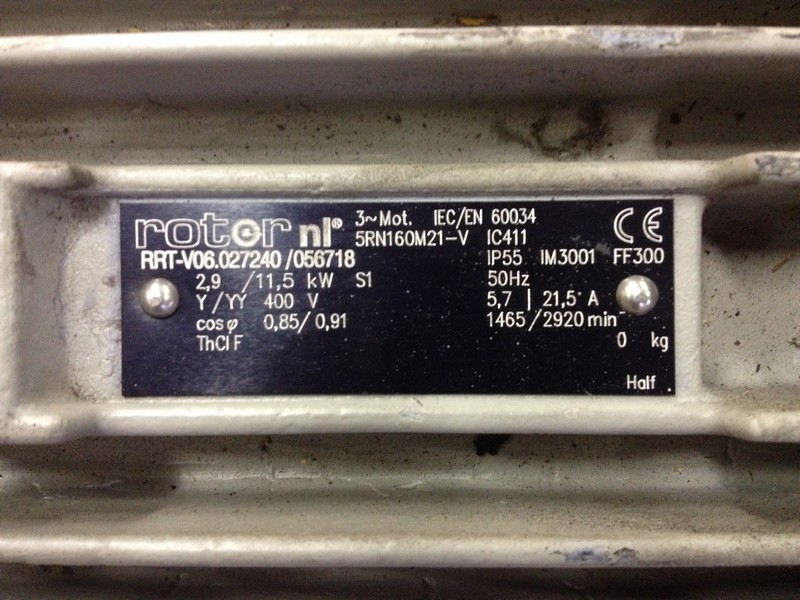 rotor nl® 3~Mot. IEC/EN 60034 CE
5RN160M21-V IC411
RRT-V06.027240 /056718 IP55 IM3001 FF300
2,9 /11,5 kW S1 50Hz
Y/YY 400 V 5,7 | 21,5 A
cosφ 0,85/0,91 1465/2920 min
ThCl F 0 kg
Half .